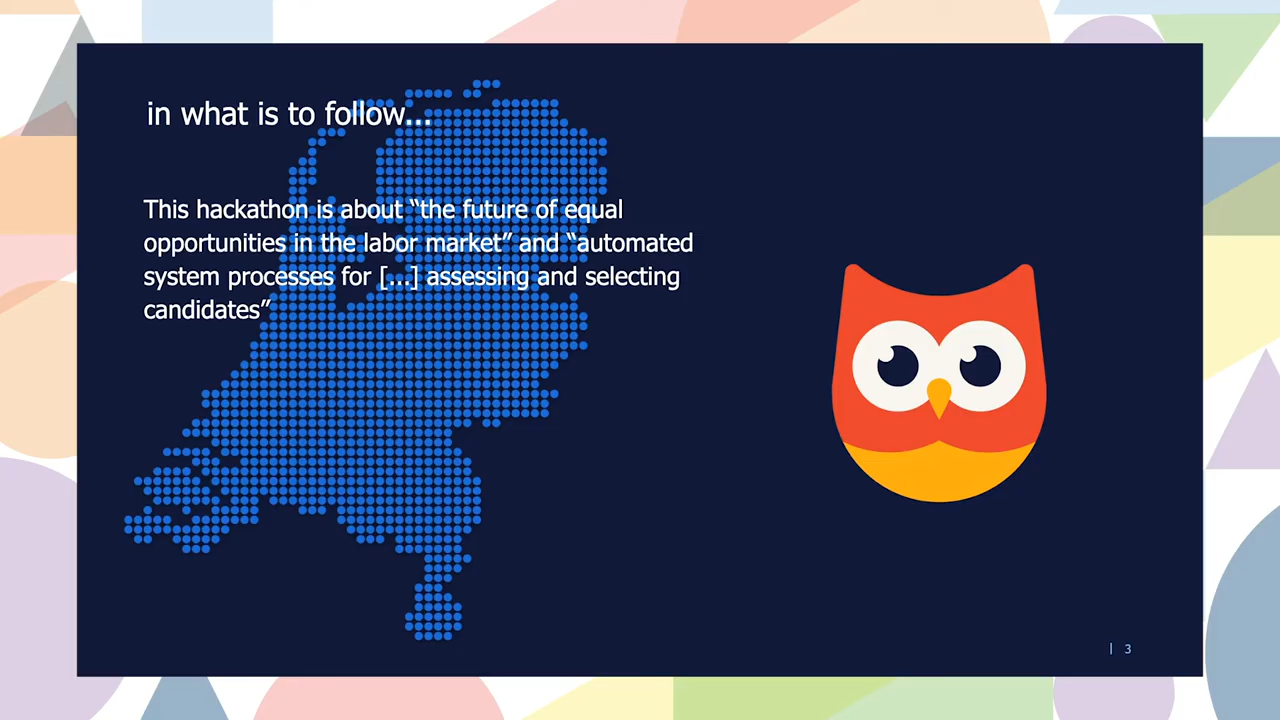 in what is to follow...
This hackathon is about “the future of equal
opportunities in the labor market” and “automated
system processes for [...] assessing and selecting
candidates”
| 3